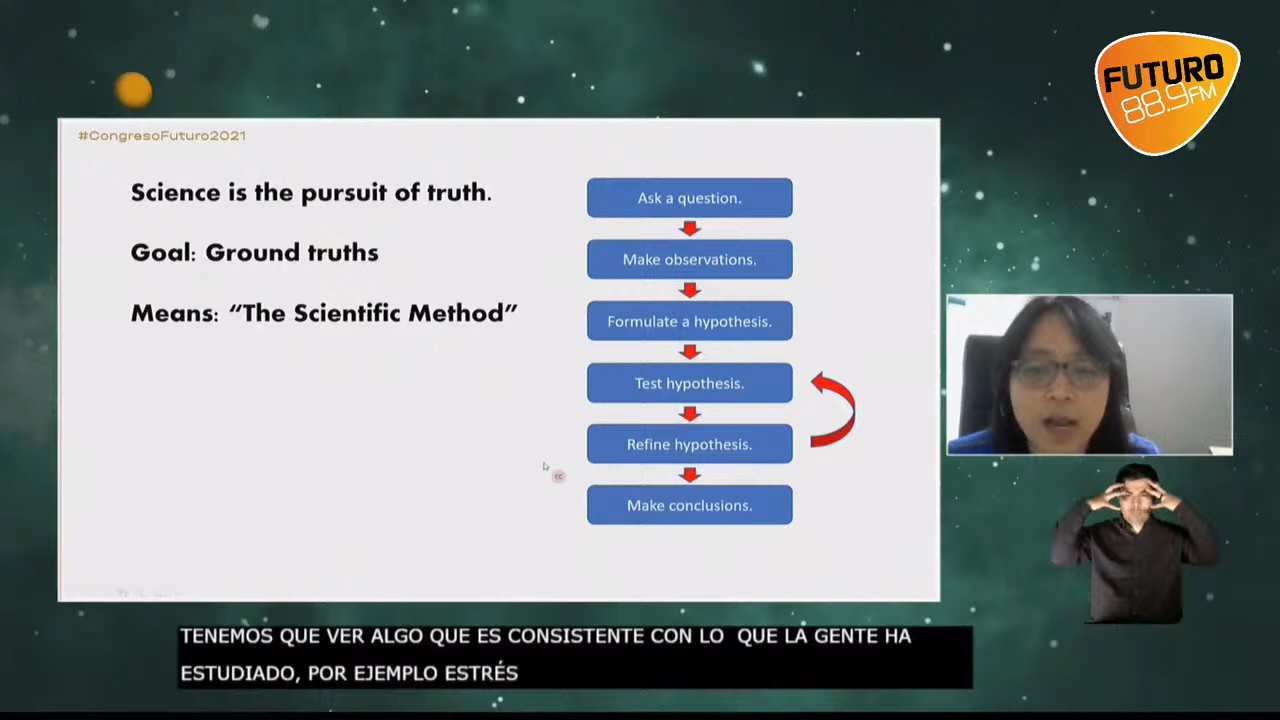 FUTURO
88.9FM
#CongresoFuturo2021
Science is the pursuit of truth.
Goal: Ground truths
Means: “The Scientific Method”
Ask a question.
Make observations.
Formulate a hypothesis.
Test hypothesis.
Refine hypothesis.
Make conclusions.
cc
TENEMOS QUE VER ALGO QUE ES CONSISTENTE CON LO QUE LA GENTE HA
ESTUDIADO, POR EJEMPLO ESTRÉS